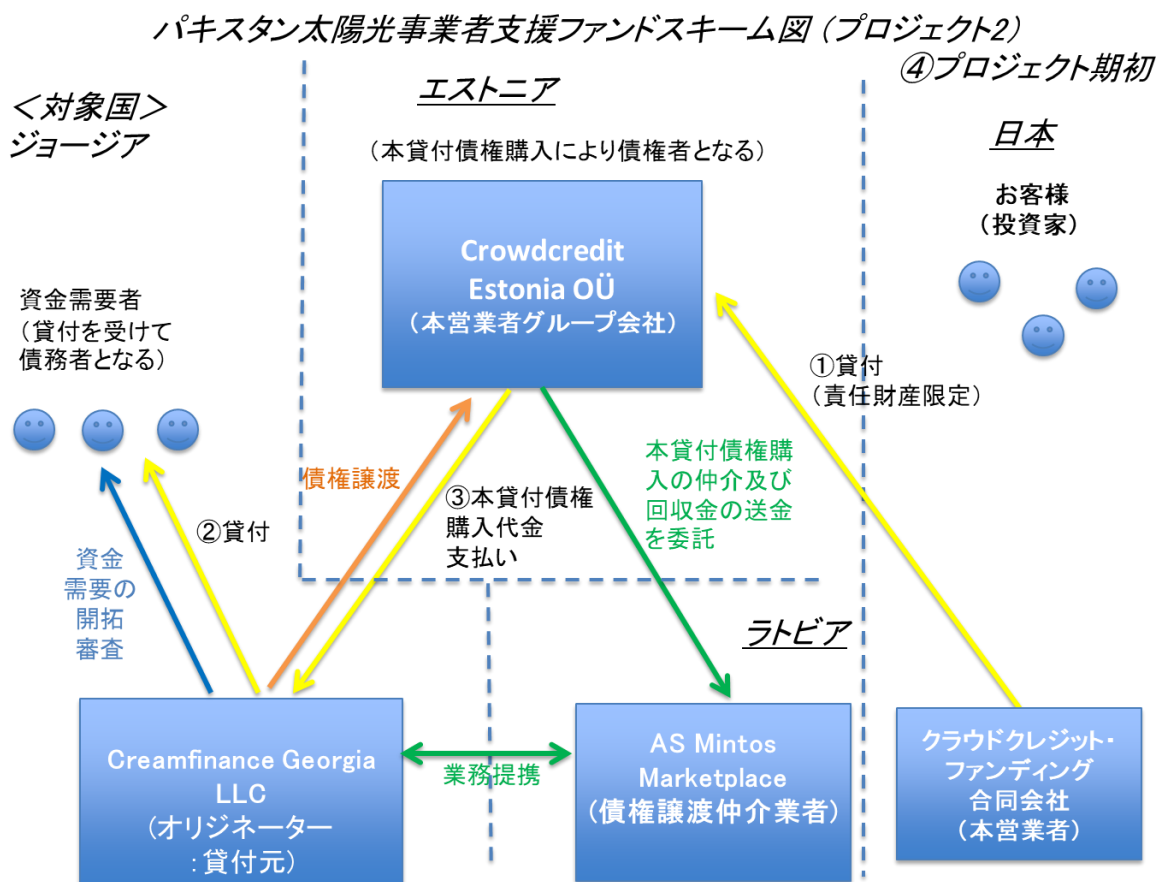 パキスタン太陽光事業者支援ファンドスキーム図（プロジェクト2）
④プロジェクト期初
＜対象国＞
ジョージア
エストニア
日本
（本貸付債権購入により債権者となる）
お客様
（投資家）
Crowdcredit
Estonia OÜ
（本営業者グループ会社）
資金需要者
（貸付を受けて
債務者となる）
①貸付
（責任財産限定）
債権譲渡
③本貸付債権
購入代金
支払い
本貸付債権購
入の仲介及び
回収金の送金
を委託
②貸付
資金
需要の
開拓
審査
ラトビア
Creamfinance Georgia
LLC
（オリジネーター
：貸付元）
業務提携
AS Mintos
Marketplace
（債権譲渡仲介業者）
クラウドクレジット・
ファンディング
合同会社
（本営業者）